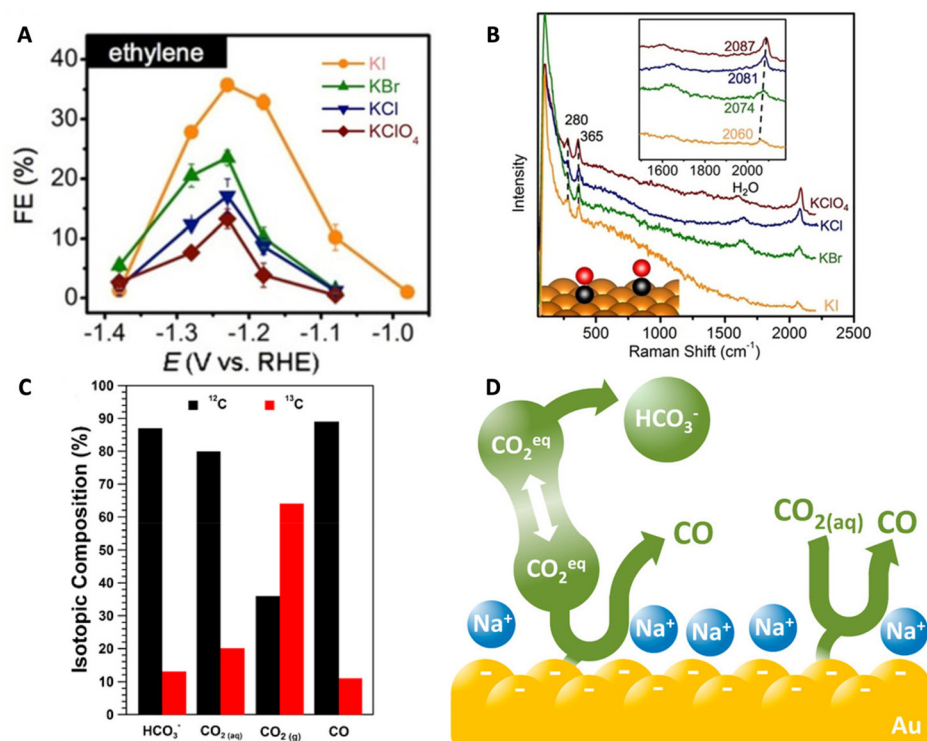 A
ethylene
KI
KBr
KCl
KClO₄
FE (%)
40
30
20
10
0
-1.4
-1.3
-1.2
-1.1
-1.0
E (V vs. RHE)
B
2087
2081
2074
2060
1600
1800
2000
H₂O
280
365
Intensity
KClO₄
KCl
KBr
KI
500
1000
1500
2000
2500
Raman Shift (cm⁻¹)
C
¹²C
¹³C
Isotopic Composition (%)
100
90
80
70
60
50
40
30
20
10
0
HCO₃⁻
CO₂ (aq)
CO₂ (g)
CO
D
CO₂ᵉq
HCO₃⁻
CO₂ᵉq
CO
CO₂(aq)
CO
Na⁺
Na⁺
Na⁺
Na⁺
Na⁺
- - - - - - - -
Au